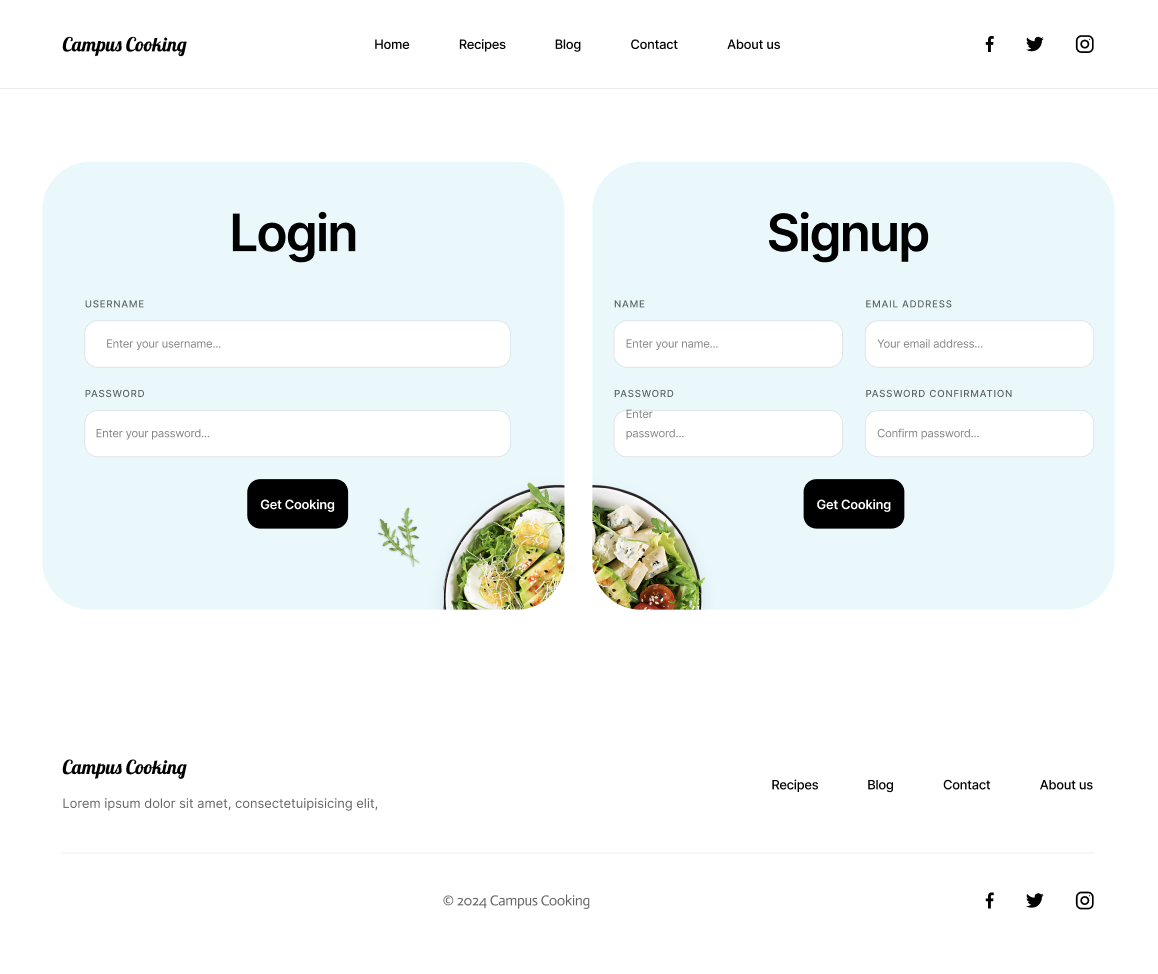 Campus Cooking
Home Recipes Blog Contact About us
Login
USERNAME
Enter your username...
PASSWORD
Enter your password...
Get Cooking
Signup
NAME
Enter your name...
EMAIL ADDRESS
Your email address...
PASSWORD
Enter
password...
PASSWORD CONFIRMATION
Confirm password...
Get Cooking
Campus Cooking
Lorem ipsum dolor sit amet, consectetuipisicing elit,
Recipes Blog Contact About us
© 2024 Campus Cooking